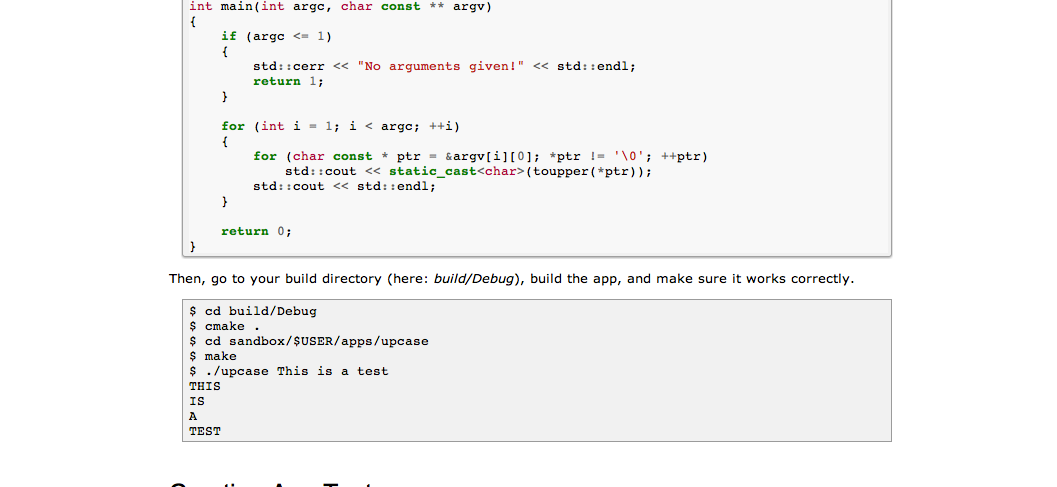 int main(int argc, char const ** argv)
{
    if (argc <= 1)
    {
        std::cerr << "No arguments given!" << std::endl;
        return 1;
    }

    for (int i = 1; i < argc; ++i)
    {
        for (char const * ptr = &argv[i][0]; *ptr != '\0'; ++ptr)
            std::cout << static_cast<char>(toupper(*ptr));
        std::cout << std::endl;
    }

    return 0;
}
Then, go to your build directory (here: build/Debug), build the app, and make sure it works correctly.
$ cd build/Debug
$ cmake .
$ cd sandbox/$USER/apps/upcase
$ make
$ ./upcase This is a test
THIS
IS
A
TEST